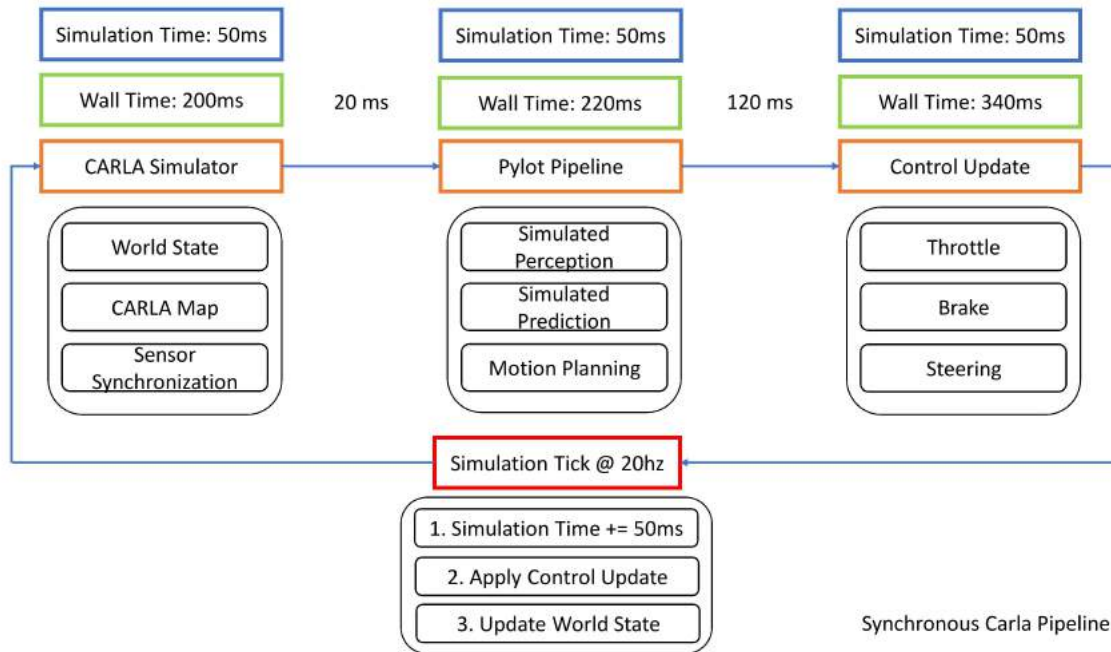 Simulation Time: 50ms
Simulation Time: 50ms
Simulation Time: 50ms
Wall Time: 200ms
20 ms
Wall Time: 220ms
120 ms
Wall Time: 340ms
CARLA Simulator
Pylot Pipeline
Control Update
World State
CARLA Map
Sensor
Synchronization
Simulated
Perception
Simulated
Prediction
Motion Planning
Throttle
Brake
Steering
Simulation Tick @ 20hz
1. Simulation Time += 50ms
2. Apply Control Update
3. Update World State
Synchronous Carla Pipeline